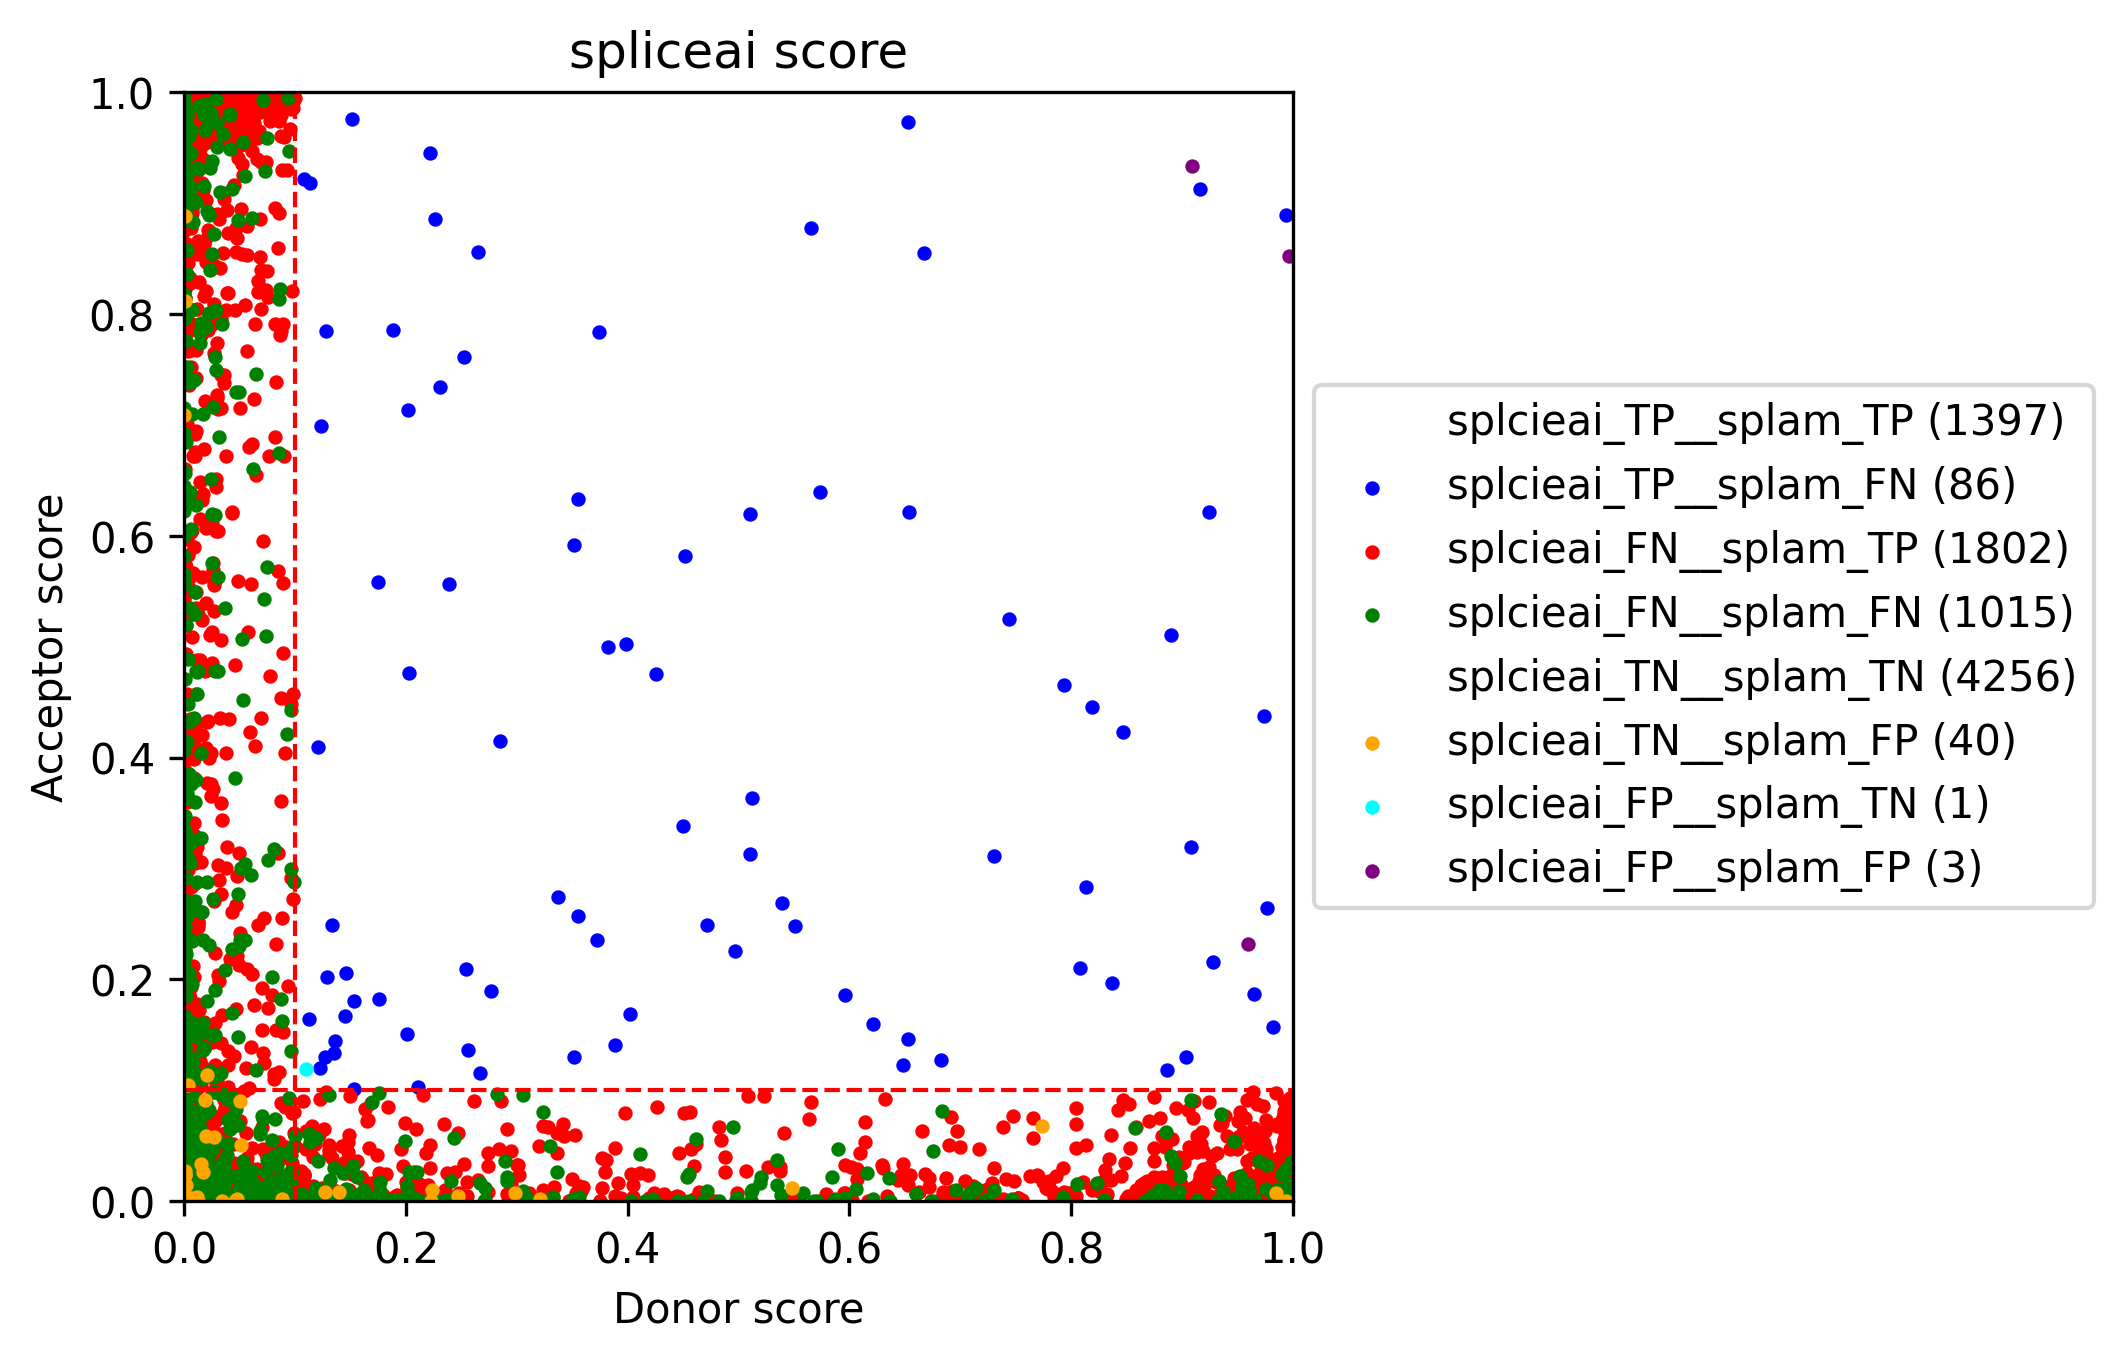 spliceai score
1.0
0.8
0.6
0.4
0.2
0.0
Acceptor score
0.0 0.2 0.4 0.6 0.8 1.0
Donor score
splcieai_TP__splam_TP (1397)
splcieai_TP__splam_FN (86)
splcieai_FN__splam_TP (1802)
splcieai_FN__splam_FN (1015)
splcieai_TN__splam_TN (4256)
splcieai_TN__splam_FP (40)
splcieai_FP__splam_TN (1)
splcieai_FP__splam_FP (3)